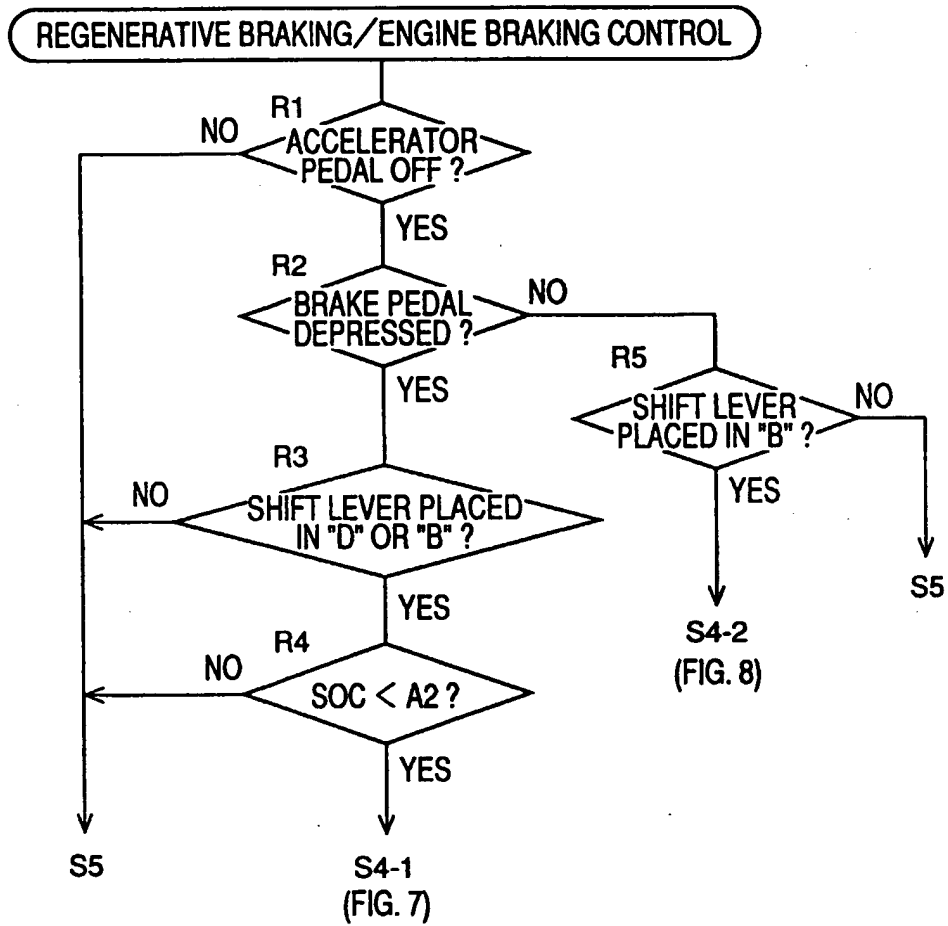 REGENERATIVE BRAKING/ENGINE BRAKING CONTROL
R1
NO
ACCELERATOR
PEDAL OFF ?
YES
R2
NO
BRAKE PEDAL
DEPRESSED ?
YES
R5
NO
SHIFT LEVER
PLACED IN "B" ?
YES
R3
NO
SHIFT LEVER PLACED
IN "D" OR "B" ?
YES
S5
S4-2
(FIG. 8)
R4
NO
SOC < A2 ?
YES
S5
S4-1
(FIG. 7)